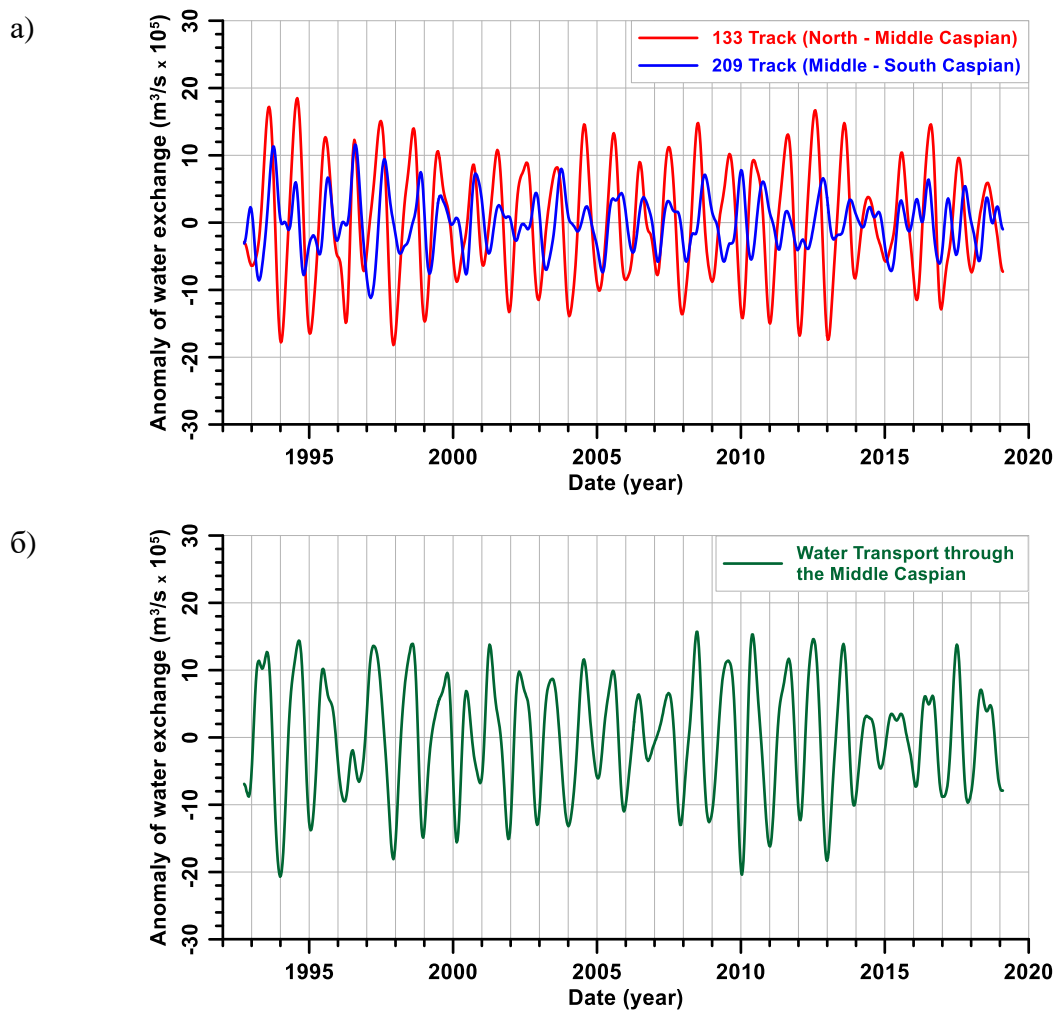 а)
30
20
10
0
-10
-20
-30
Anomaly of water exchange (m³/s x 10⁵)
133 Track (North - Middle Caspian)
209 Track (Middle - South Caspian)
1995 2000 2005 2010 2015 2020
Date (year)
б)
30
20
10
0
-10
-20
-30
Anomaly of water exchange (m³/s x 10⁵)
Water Transport through
the Middle Caspian
1995 2000 2005 2010 2015 2020
Date (year)